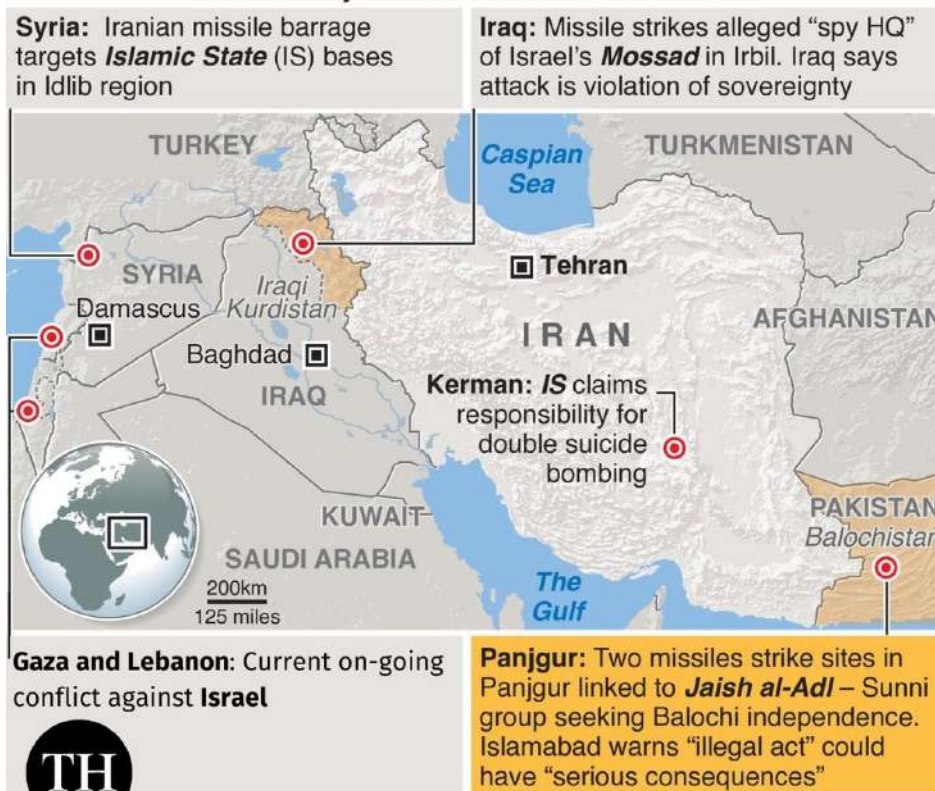 Syria: Iranian missile barrage
targets Islamic State (IS) bases
in Idlib region
Iraq: Missile strikes alleged “spy HQ”
of Israel’s Mossad in Irbil. Iraq says
attack is violation of sovereignty
TURKEY
Caspian
Sea
TURKMENISTAN
SYRIA
Iraqi
Kurdistan
Tehran
Damascus
IRAN
AFGHANISTAN
Baghdad
IRAQ
Kerman: IS claims
responsibility for
double suicide
bombing
KUWAIT
PAKISTAN
Balochistan
SAUDI ARABIA
200km
125 miles
The
Gulf
Gaza and Lebanon: Current on-going
conflict against Israel
TH
Panjgur: Two missiles strike sites in
Panjgur linked to Jaish al-Adl – Sunni
group seeking Balochi independence.
Islamabad warns “illegal act” could
have “serious consequences”